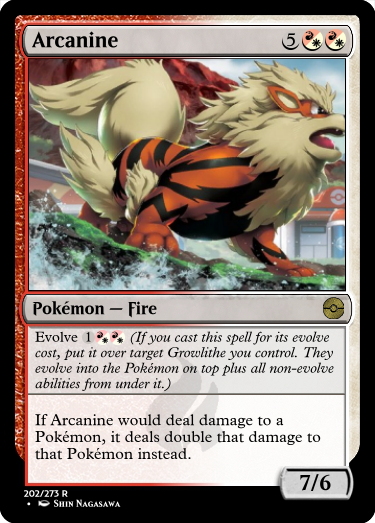 Arcanine 5
Pokémon — Fire
Evolve 1 (If you cast this spell for its evolve
cost, put it over target Growlithe you control. They
evolve into the Pokémon on top plus all non-evolve
abilities from under it.)
If Arcanine would deal damage to a
Pokémon, it deals double that damage to
that Pokémon instead.
7/6
202/273 R
• Shin Nagasawa